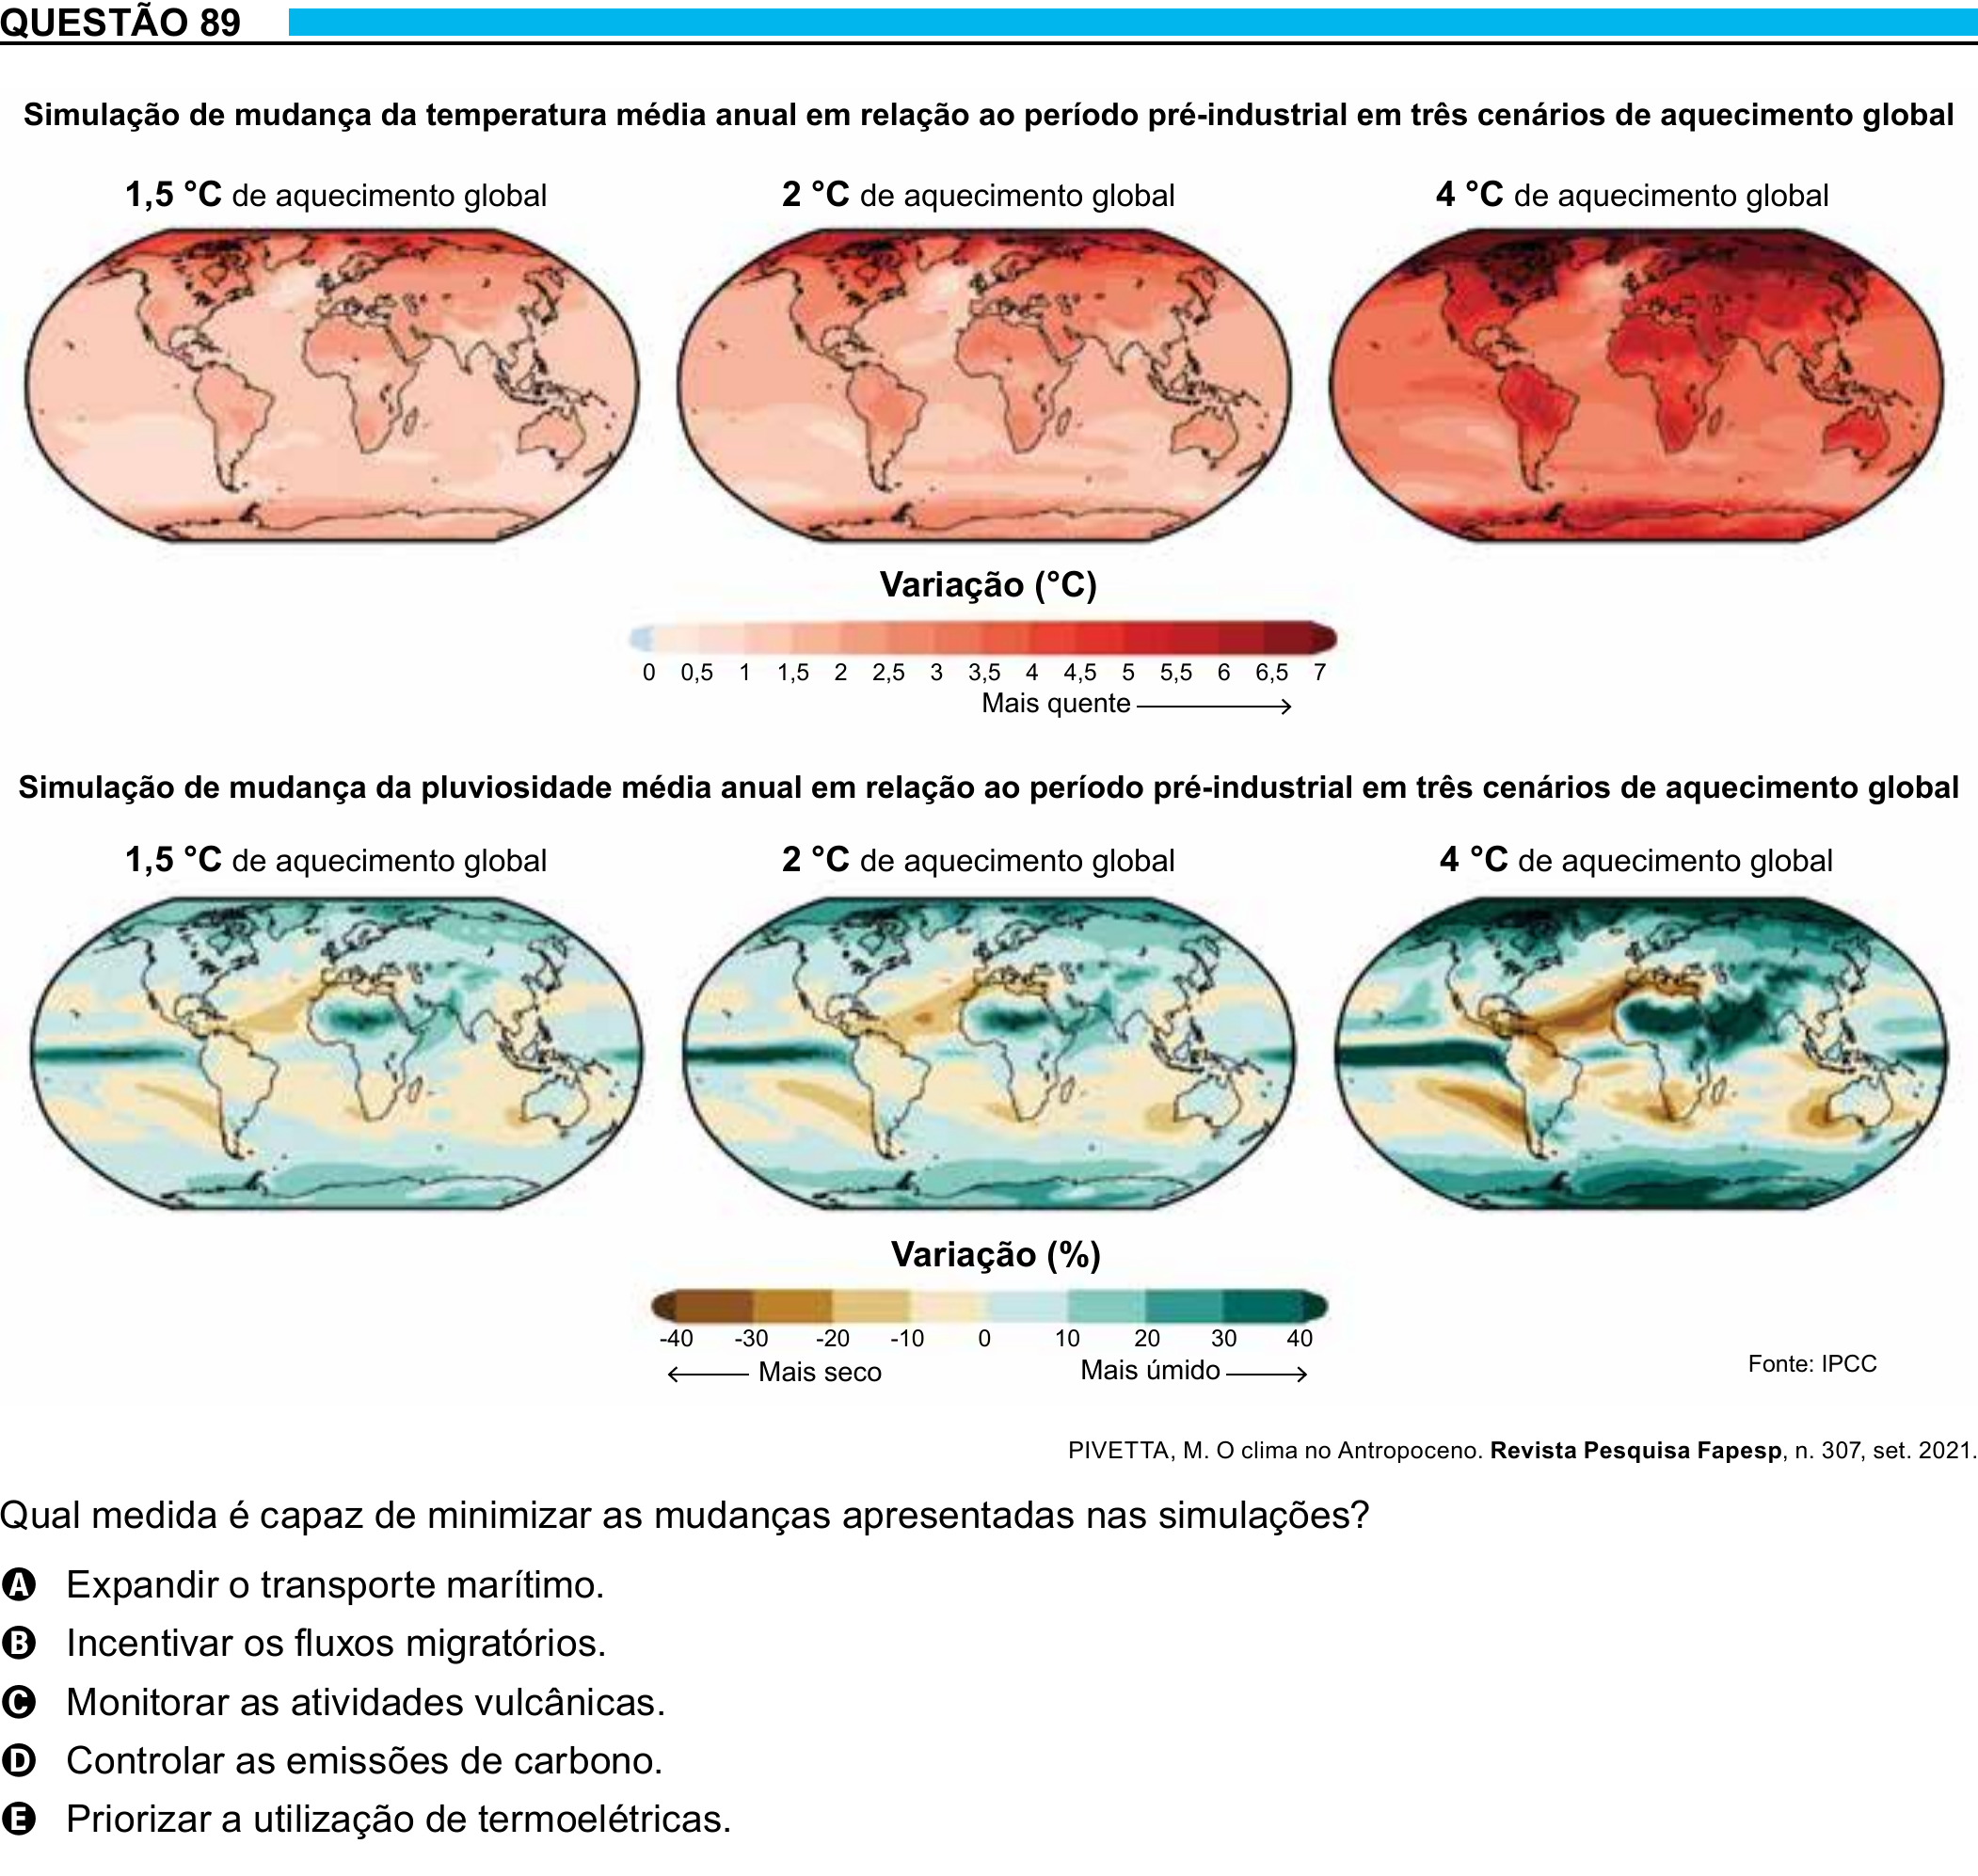 QUESTÃO 89
Simulação de mudança da temperatura média anual em relação ao período pré-industrial em três cenários de aquecimento global
1,5 °C de aquecimento global
2 °C de aquecimento global
4 °C de aquecimento global
Variação (°C)
0 0,5 1 1,5 2 2,5 3 3,5 4 4,5 5 5,5 6 6,5 7
Mais quente
Simulação de mudança da pluviosidade média anual em relação ao período pré-industrial em três cenários de aquecimento global
1,5 °C de aquecimento global
2 °C de aquecimento global
4 °C de aquecimento global
Variação (%)
-40 -30 -20 -10 0 10 20 30 40
Mais seco
Mais úmido
Fonte: IPCC
PIVETTA, M. O clima no Antropoceno. Revista Pesquisa Fapesp, n. 307, set. 2021.
Qual medida é capaz de minimizar as mudanças apresentadas nas simulações?
A Expandir o transporte marítimo.
B Incentivar os fluxos migratórios.
C Monitorar as atividades vulcânicas.
D Controlar as emissões de carbono.
E Priorizar a utilização de termoelétricas.